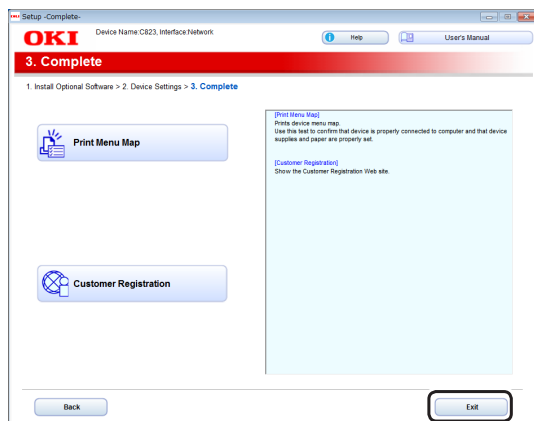 OKI Setup -Complete-
OKI
Device Name:C823, Interface:Network
Help
User's Manual
3. Complete
1. Install Optional Software > 2. Device Settings > 3. Complete
Print Menu Map
[Print Menu Map]
Prints device menu map.
Use this test to confirm that device is properly connected to computer and that device
supplies and paper are properly set.
[Customer Registration]
Show the Customer Registration Web site.
Customer Registration
Back
Exit